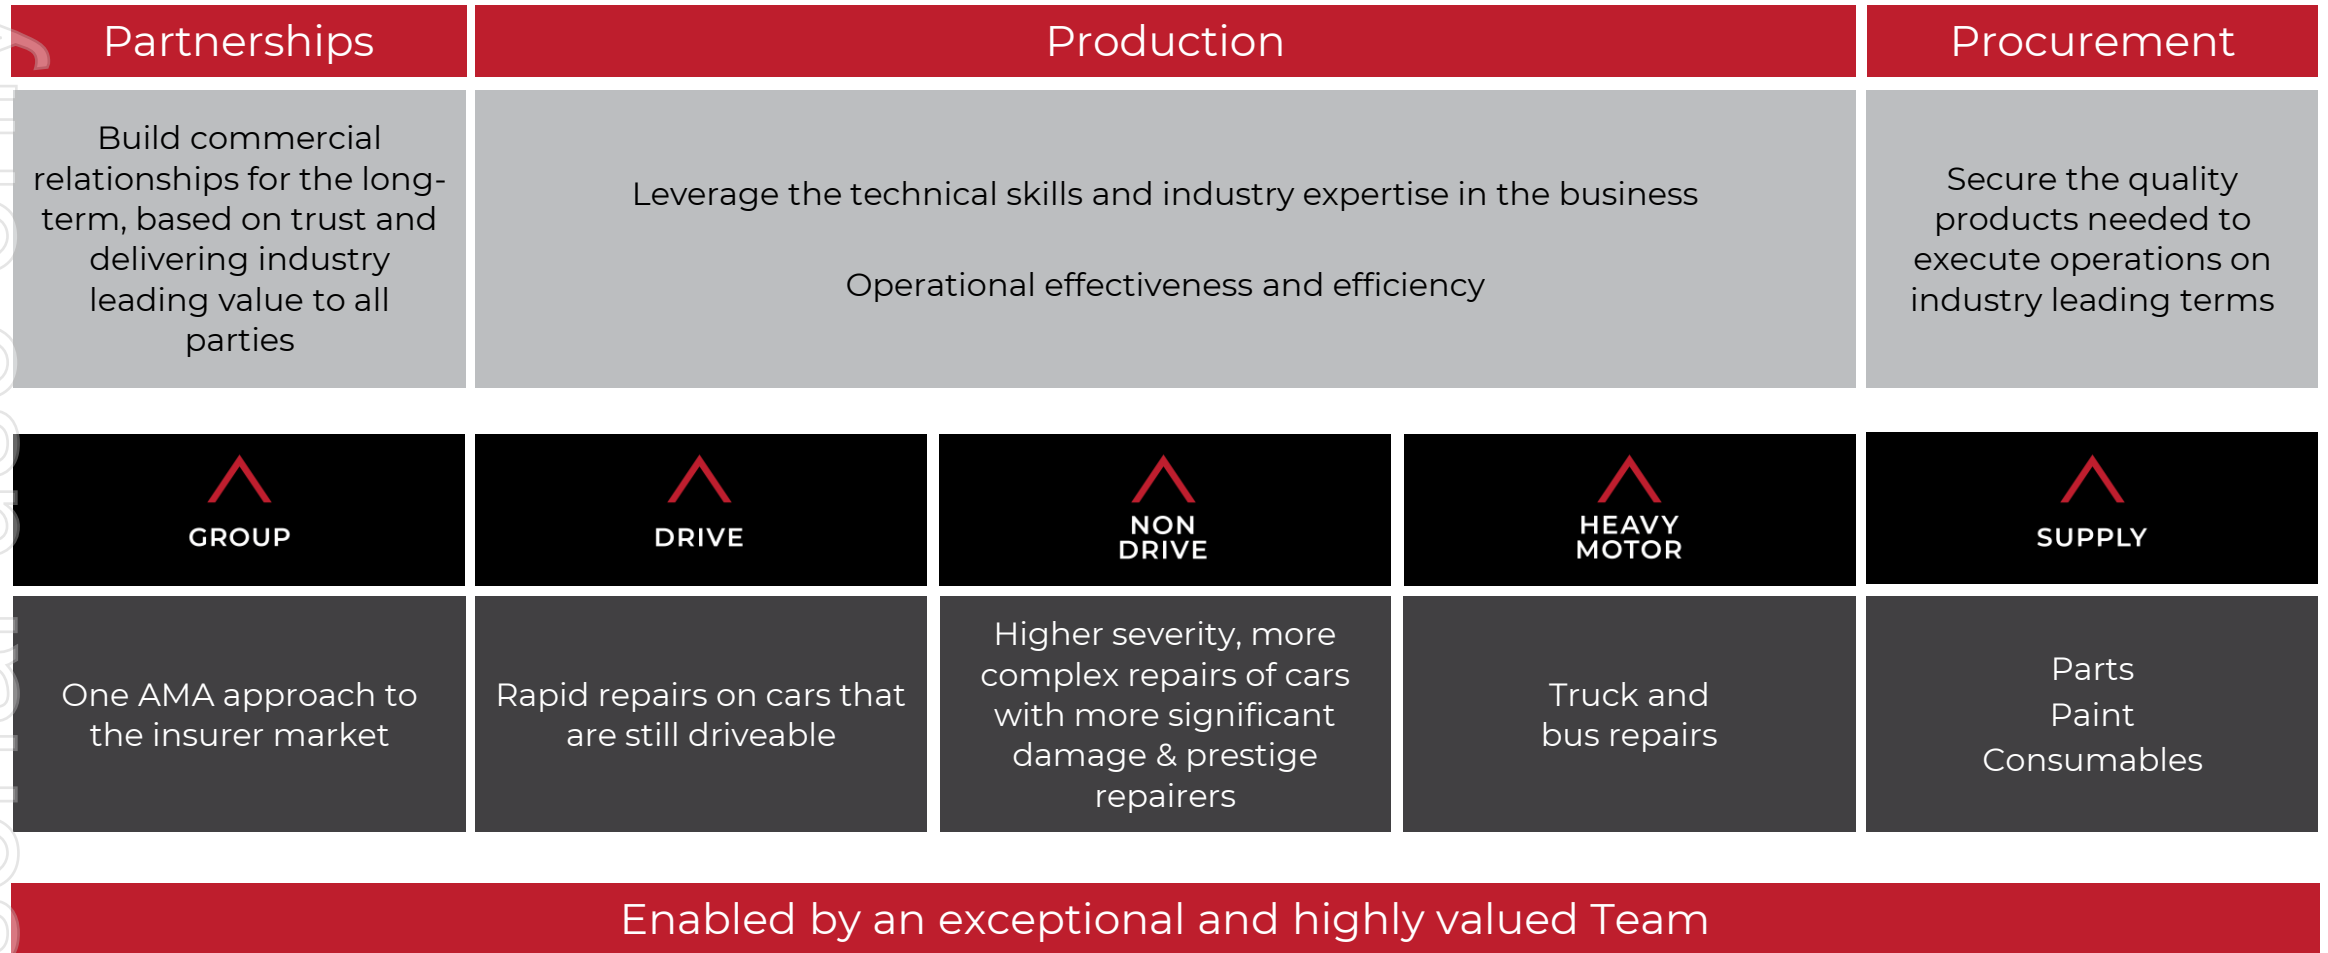 Partnerships
Production
Procurement
Build commercial
relationships for the long-
term, based on trust and
delivering industry
leading value to all
parties
Leverage the technical skills and industry expertise in the business
Operational effectiveness and efficiency
Secure the quality
products needed to
execute operations on
industry leading terms
GROUP
DRIVE
NON
DRIVE
HEAVY
MOTOR
SUPPLY
One AMA approach to
the insurer market
Rapid repairs on cars that
are still driveable
Higher severity, more
complex repairs of cars
with more significant
damage & prestige
repairers
Truck and
bus repairs
Parts
Paint
Consumables
Enabled by an exceptional and highly valued Team